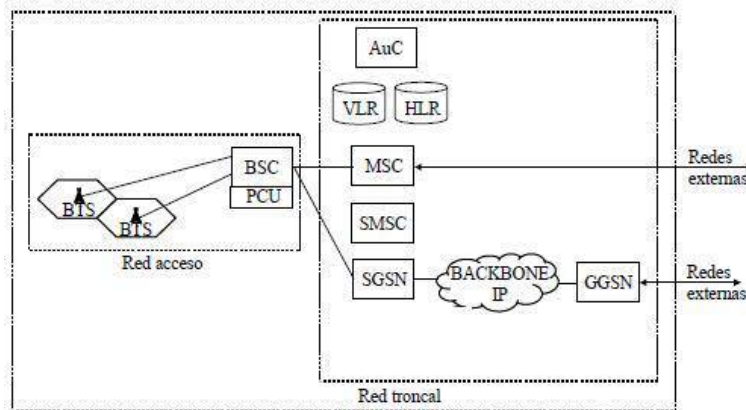 AuC
VLR
HLR
BSC
PCU
MSC
Redes
externas
BTS
BTS
SMSC
Red acceso
SGSN
BACKBONE
IP
GGSN
Redes
externas
Red troncal